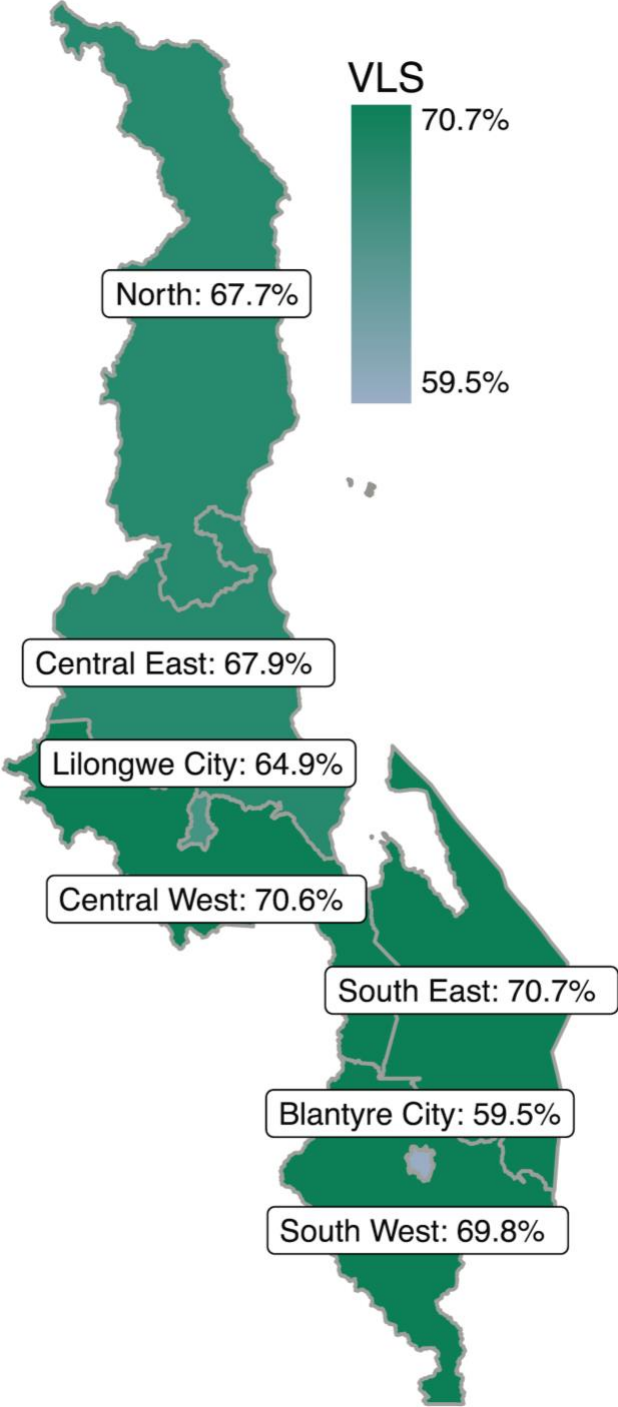 VLS
70.7%
59.5%
North: 67.7%
Central East: 67.9%
Lilongwe City: 64.9%
Central West: 70.6%
South East: 70.7%
Blantyre City: 59.5%
South West: 69.8%